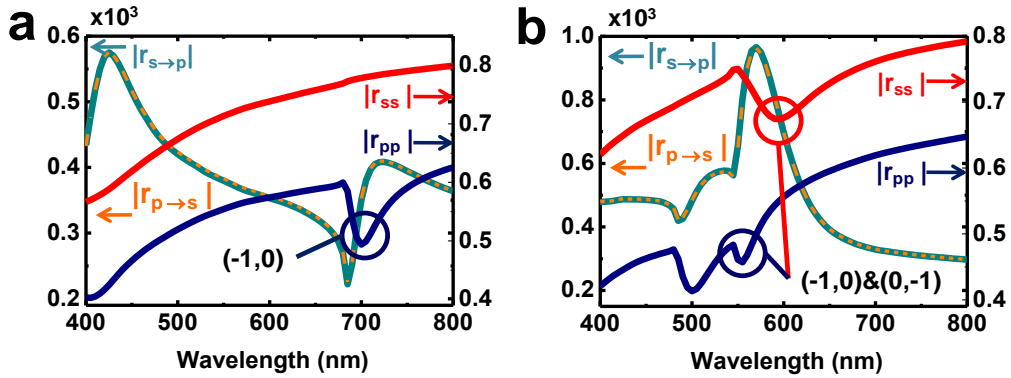 a
x10³
0.6
0.5
0.4
0.3
0.2
|rs→p|
|rss|
|rpp|
|rp→s|
(-1,0)
0.8
0.7
0.6
0.5
0.4
400 500 600 700 800
Wavelength (nm)
b
x10³
1.0
0.8
0.6
0.4
0.2
|rs→p|
|rss|
|rp→s|
|rpp|
(-1,0)&(0,-1)
0.8
0.7
0.6
0.5
0.4
400 500 600 700 800
Wavelength (nm)